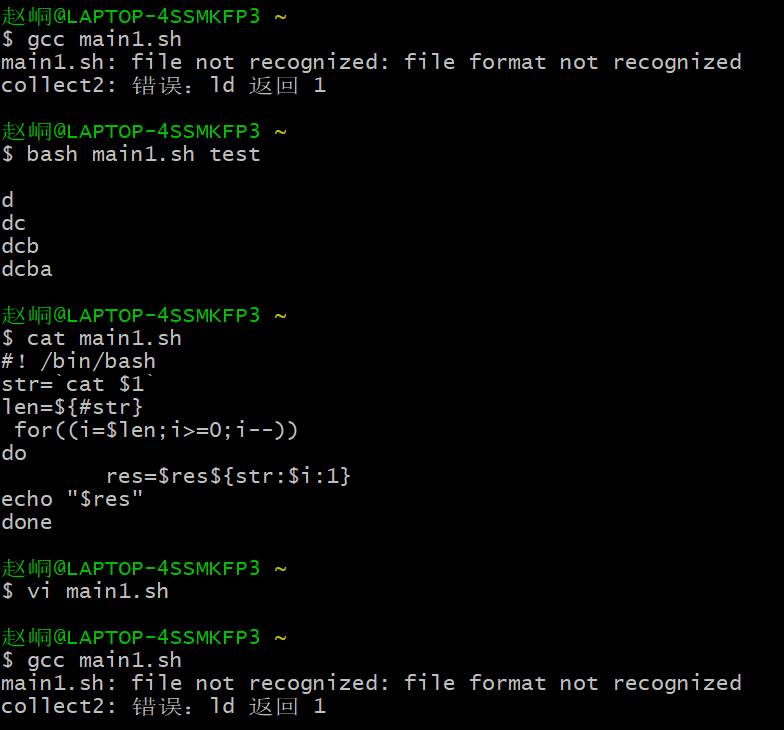 赵峒@LAPTOP-4SSMKFP3 ~
$ gcc main1.sh
main1.sh: file not recognized: file format not recognized
collect2: 错误：ld 返回 1
赵峒@LAPTOP-4SSMKFP3 ~
$ bash main1.sh test
d
dc
dcb
dcba
赵峒@LAPTOP-4SSMKFP3 ~
$ cat main1.sh
#！/bin/bash
str=`cat $1`
len=${#str}
 for((i=$len;i>=0;i--))
do
        res=$res${str:$i:1}
echo "$res"
done
赵峒@LAPTOP-4SSMKFP3 ~
$ vi main1.sh
赵峒@LAPTOP-4SSMKFP3 ~
$ gcc main1.sh
main1.sh: file not recognized: file format not recognized
collect2: 错误：ld 返回 1